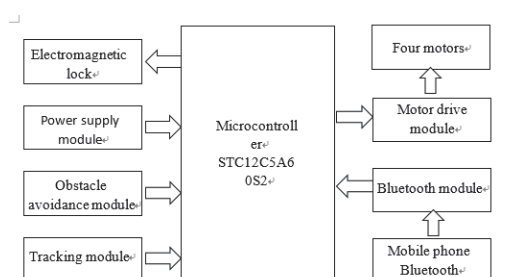 Electromagnetic
lock
Power supply
module
Obstacle
avoidance module
Tracking module
Microcontroll
er
STC12C5A6
0S2
Four motors
Motor drive
module
Bluetooth module
Mobile phone
Bluetooth